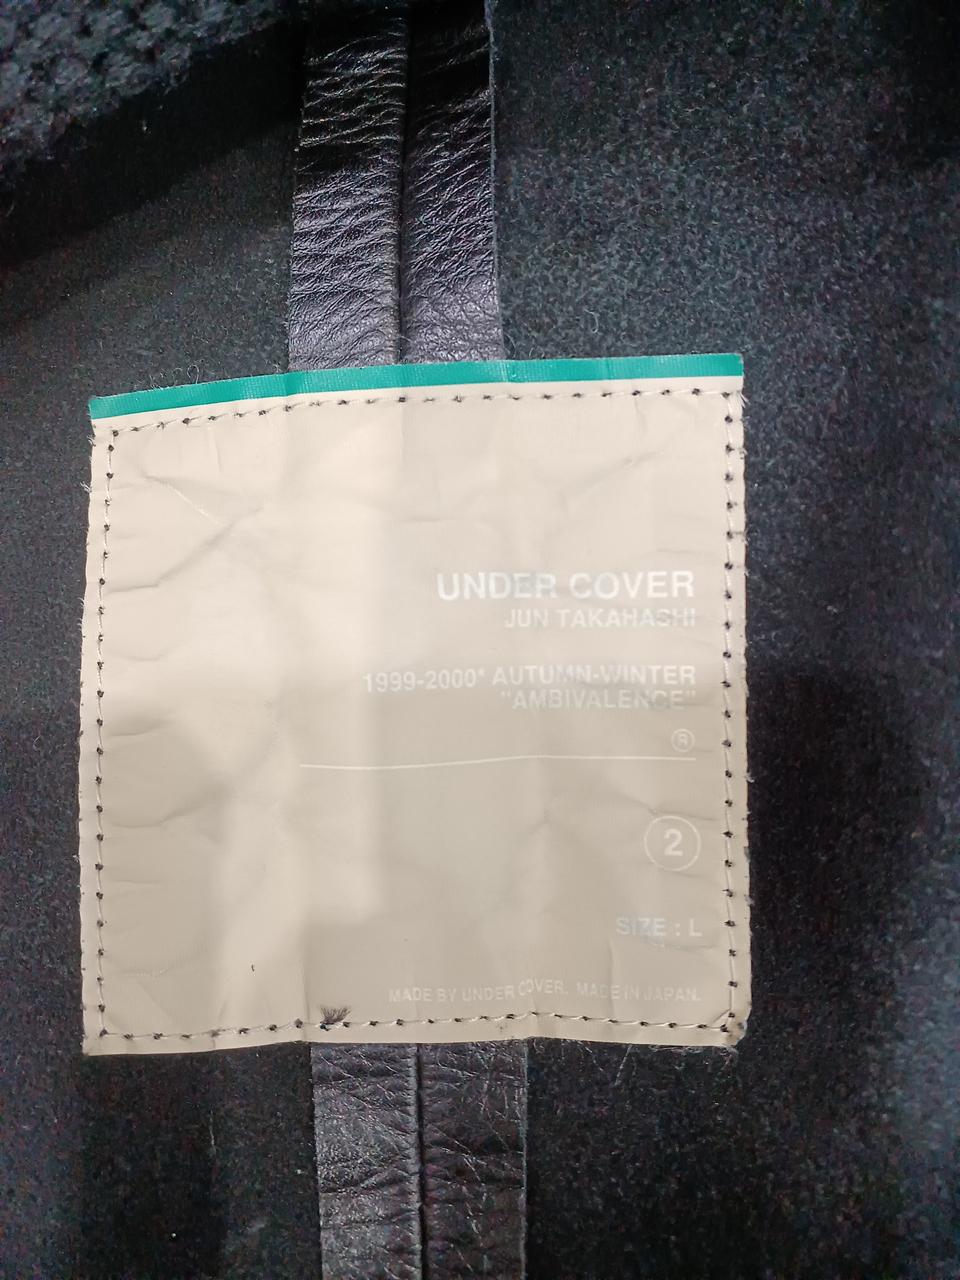 UNDER COVER
JUN TAKAHASHI
1999-2000* AUTUMN-WINTER
"AMBIVALENCE"
®
2
SIZE : L
MADE BY UNDER COVER. MADE IN JAPAN.